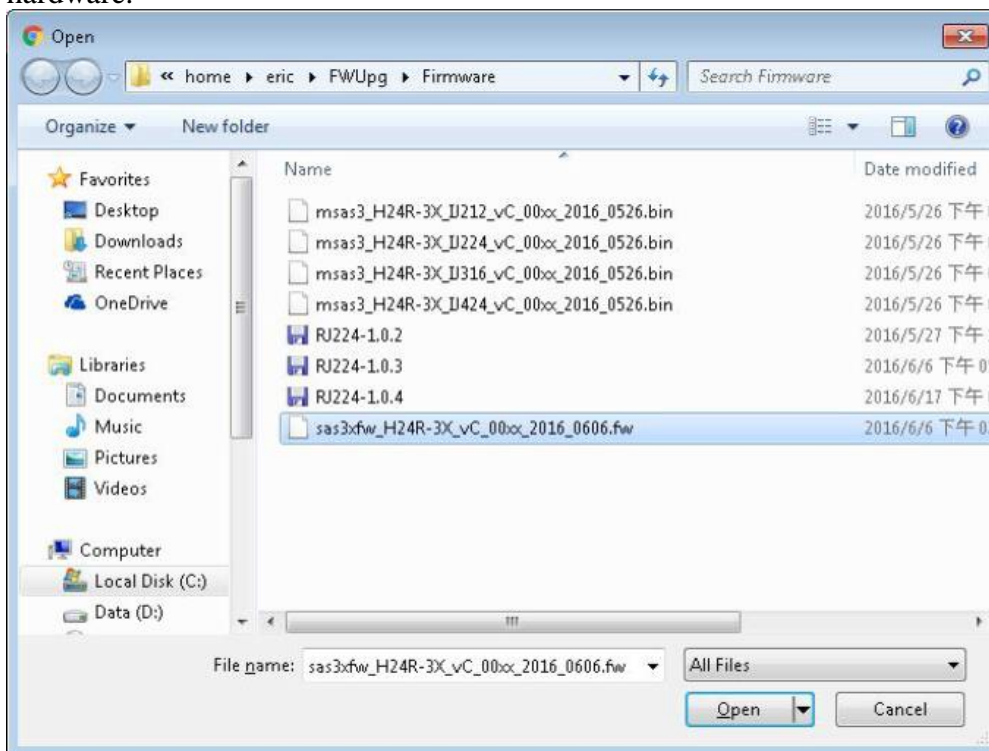 hardware.
Open
« home ▸ eric ▸ FWUpg ▸ Firmware
Search Firmware
Organize
New folder
Name
Date modified
Favorites
Desktop
Downloads
Recent Places
OneDrive
Libraries
Documents
Music
Pictures
Videos
Computer
Local Disk (C:)
Data (D:)
msas3_H24R-3X_IJ212_vC_00xx_2016_0526.bin 2016/5/26 下午
msas3_H24R-3X_IJ224_vC_00xx_2016_0526.bin 2016/5/26 下午
msas3_H24R-3X_IJ316_vC_00xx_2016_0526.bin 2016/5/26 下午
msas3_H24R-3X_IJ424_vC_00xx_2016_0526.bin 2016/5/26 下午
RJ224-1.0.2 2016/5/27 下午
RJ224-1.0.3 2016/6/6 下午 0
RJ224-1.0.4 2016/6/17 下午
sas3xfw_H24R-3X_vC_00xx_2016_0606.fw 2016/6/6 下午 0
File name: sas3xfw_H24R-3X_vC_00xx_2016_0606.fw
All Files
Open
Cancel